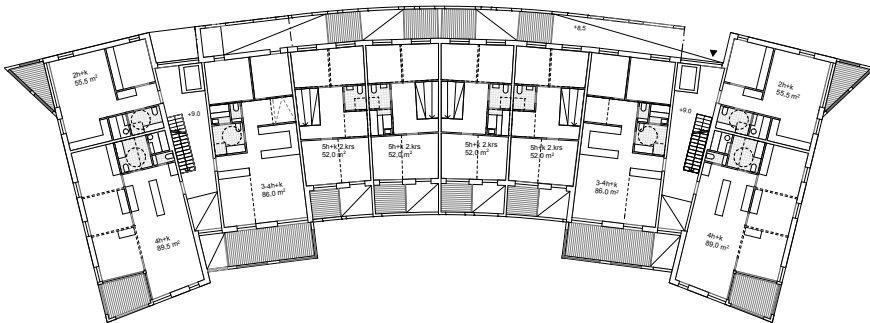 +8,5
2h+k
55,5 m²
+9.0
5h+k 2.krs
52,0 m²
5h+k 2.krs
52,0 m²
5h+k 2.krs
52,0 m²
5h+k 2.krs
52,0 m²
+9.0
2h+k
55,5 m²
3-4h+k
86,0 m²
3-4h+k
86,0 m²
4h+k
89,5 m²
4h+k
89,0 m²